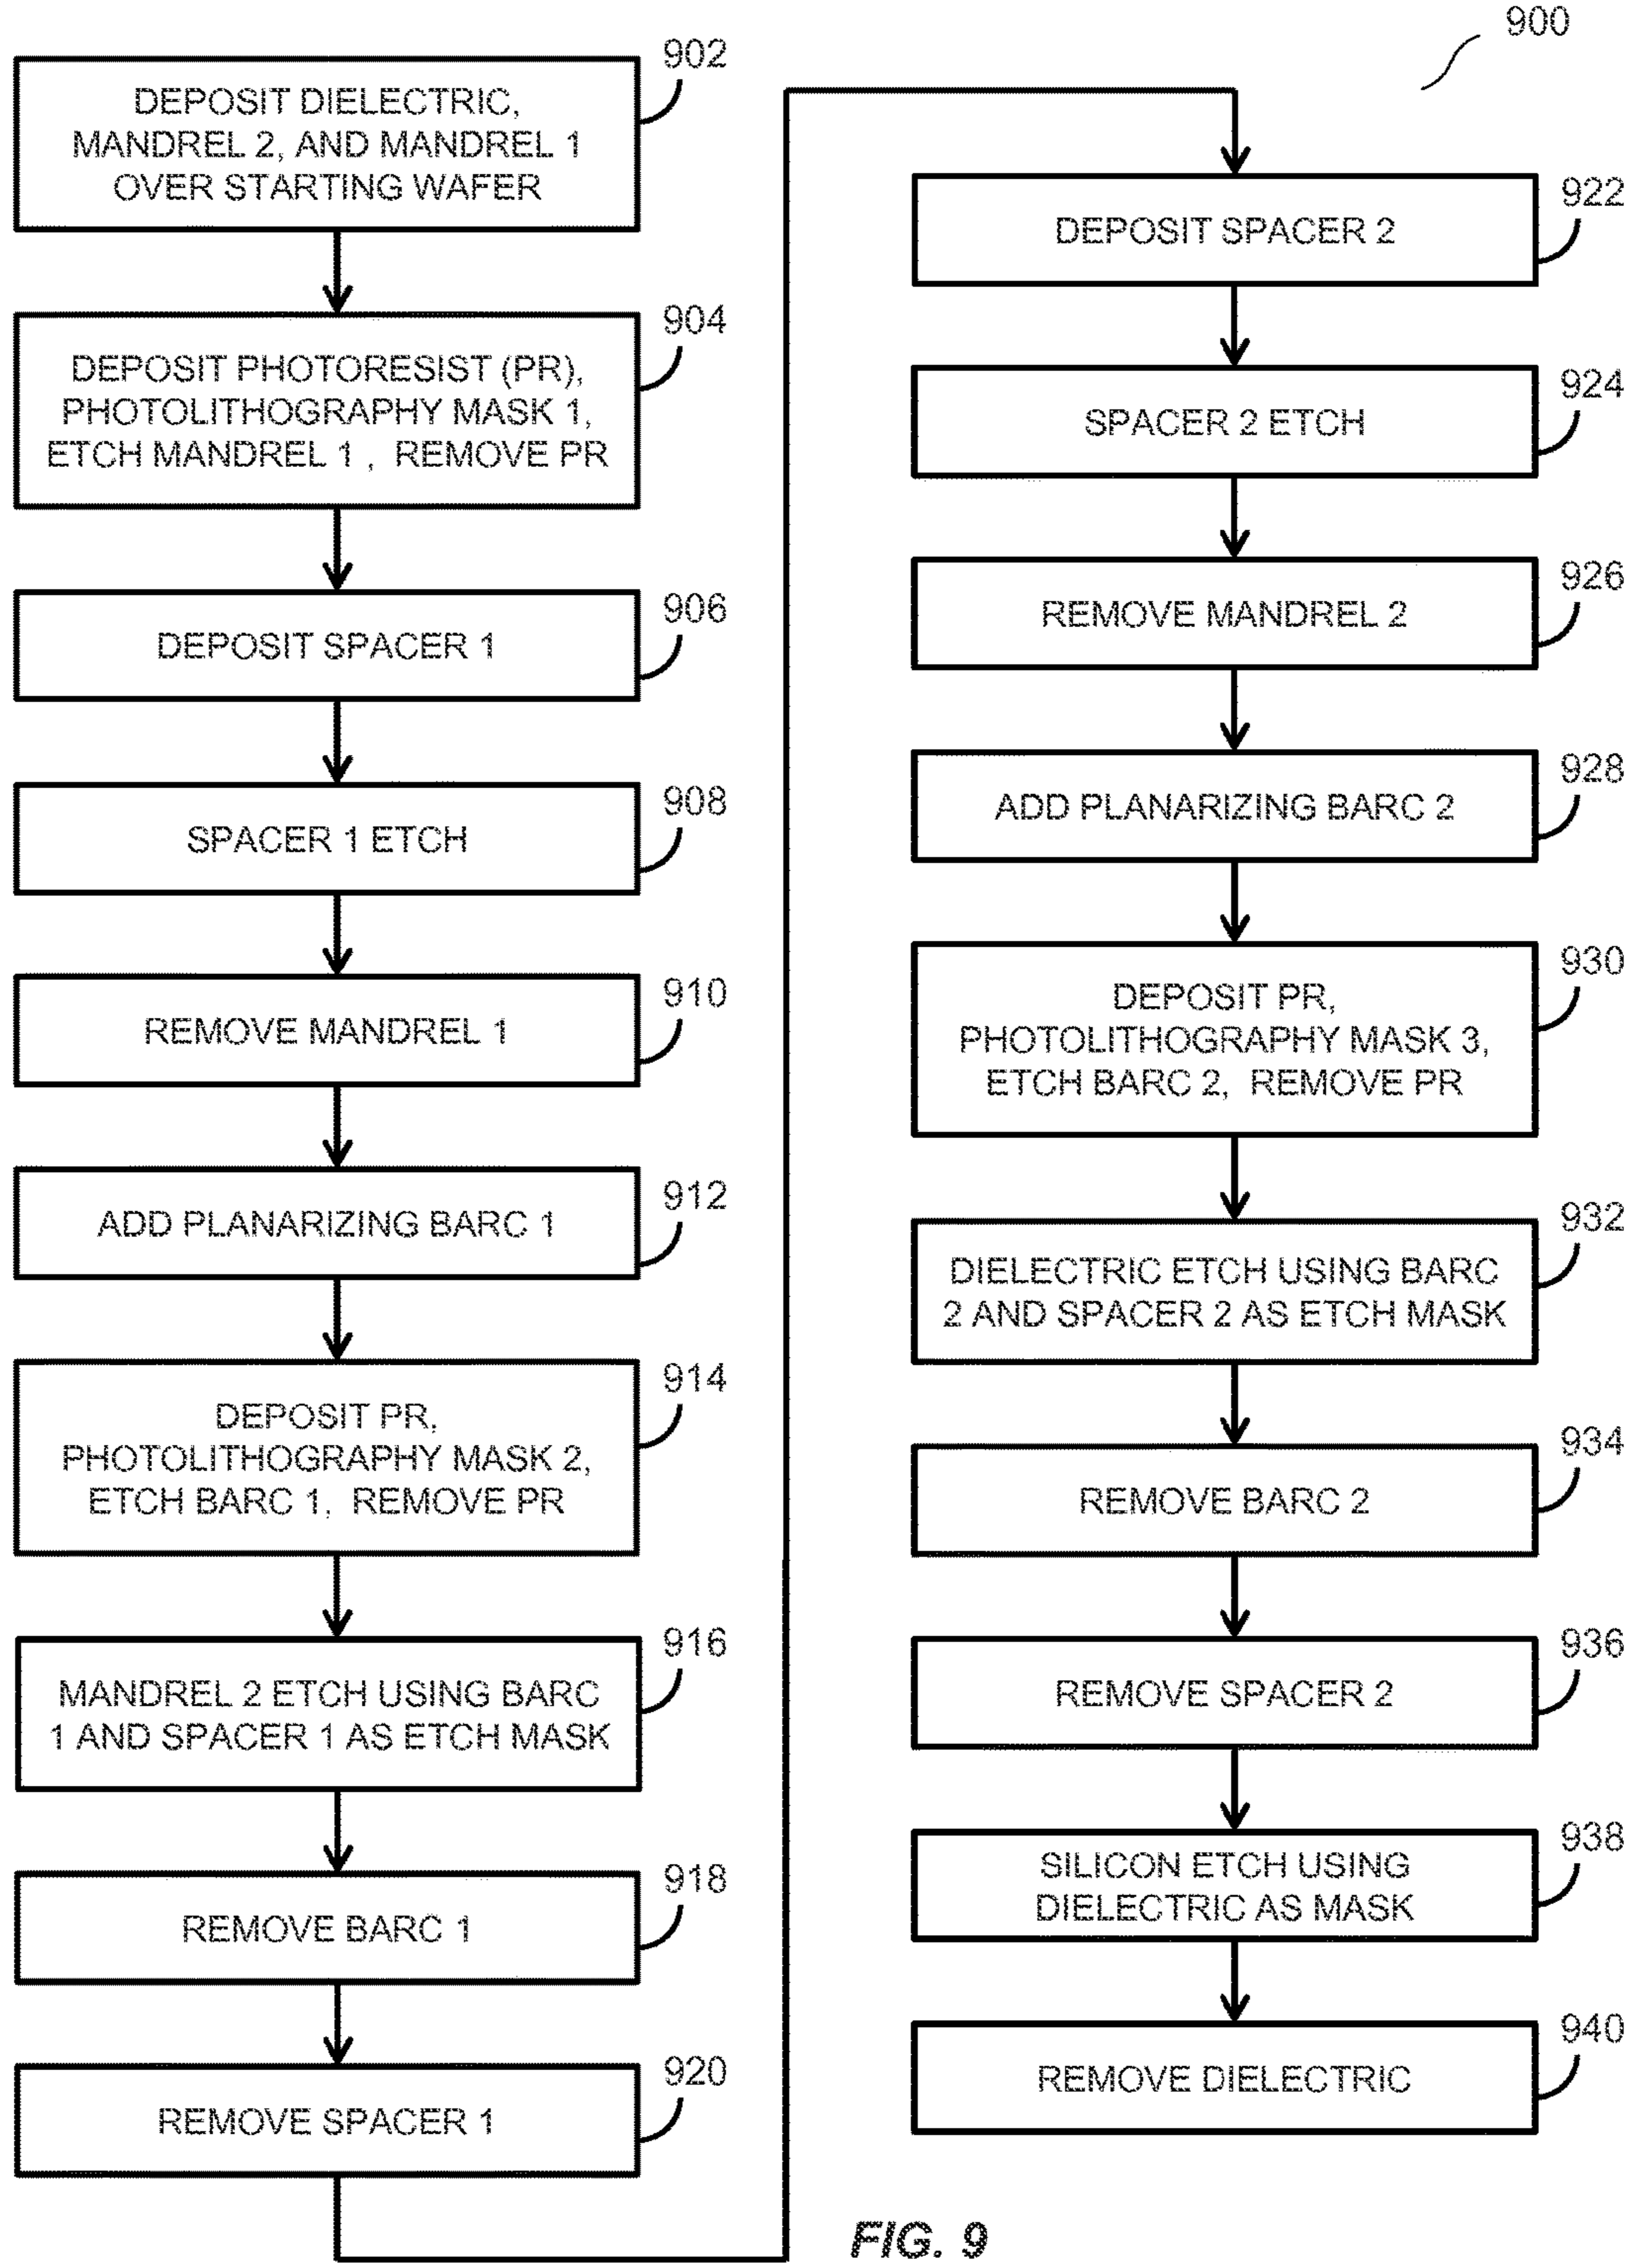 900
902
DEPOSIT DIELECTRIC,
MANDREL 2, AND MANDREL 1
OVER STARTING WAFER
904
DEPOSIT PHOTORESIST (PR),
PHOTOLITHOGRAPHY MASK 1,
ETCH MANDREL 1 , REMOVE PR
906
DEPOSIT SPACER 1
908
SPACER 1 ETCH
910
REMOVE MANDREL 1
912
ADD PLANARIZING BARC 1
914
DEPOSIT PR,
PHOTOLITHOGRAPHY MASK 2,
ETCH BARC 1, REMOVE PR
916
MANDREL 2 ETCH USING BARC
1 AND SPACER 1 AS ETCH MASK
918
REMOVE BARC 1
920
REMOVE SPACER 1
922
DEPOSIT SPACER 2
924
SPACER 2 ETCH
926
REMOVE MANDREL 2
928
ADD PLANARIZING BARC 2
930
DEPOSIT PR,
PHOTOLITHOGRAPHY MASK 3,
ETCH BARC 2, REMOVE PR
932
DIELECTRIC ETCH USING BARC
2 AND SPACER 2 AS ETCH MASK
934
REMOVE BARC 2
936
REMOVE SPACER 2
938
SILICON ETCH USING
DIELECTRIC AS MASK
940
REMOVE DIELECTRIC
FIG. 9